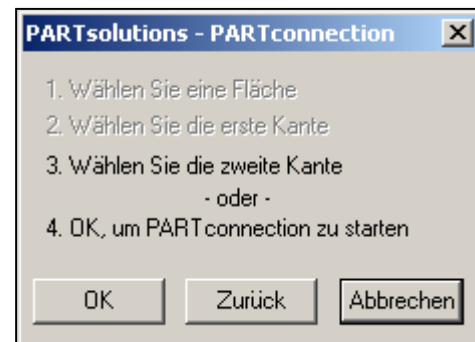 PARTsolutions - PARTconnection
1. Wählen Sie eine Fläche
2. Wählen Sie die erste Kante
3. Wählen Sie die zweite Kante
- oder -
4. OK, um PARTconnection zu starten
OK Zurück Abbrechen